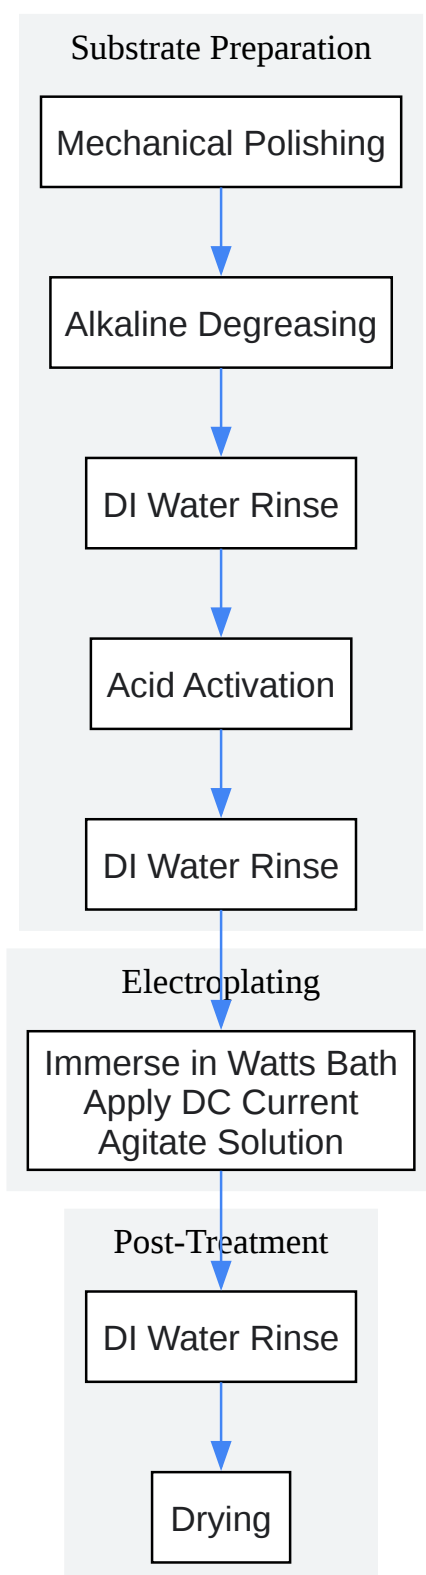 Substrate Preparation
Mechanical Polishing
Alkaline Degreasing
DI Water Rinse
Acid Activation
DI Water Rinse
Electroplating
Immerse in Watts Bath
Apply DC Current
Agitate Solution
Post-Treatment
DI Water Rinse
Drying